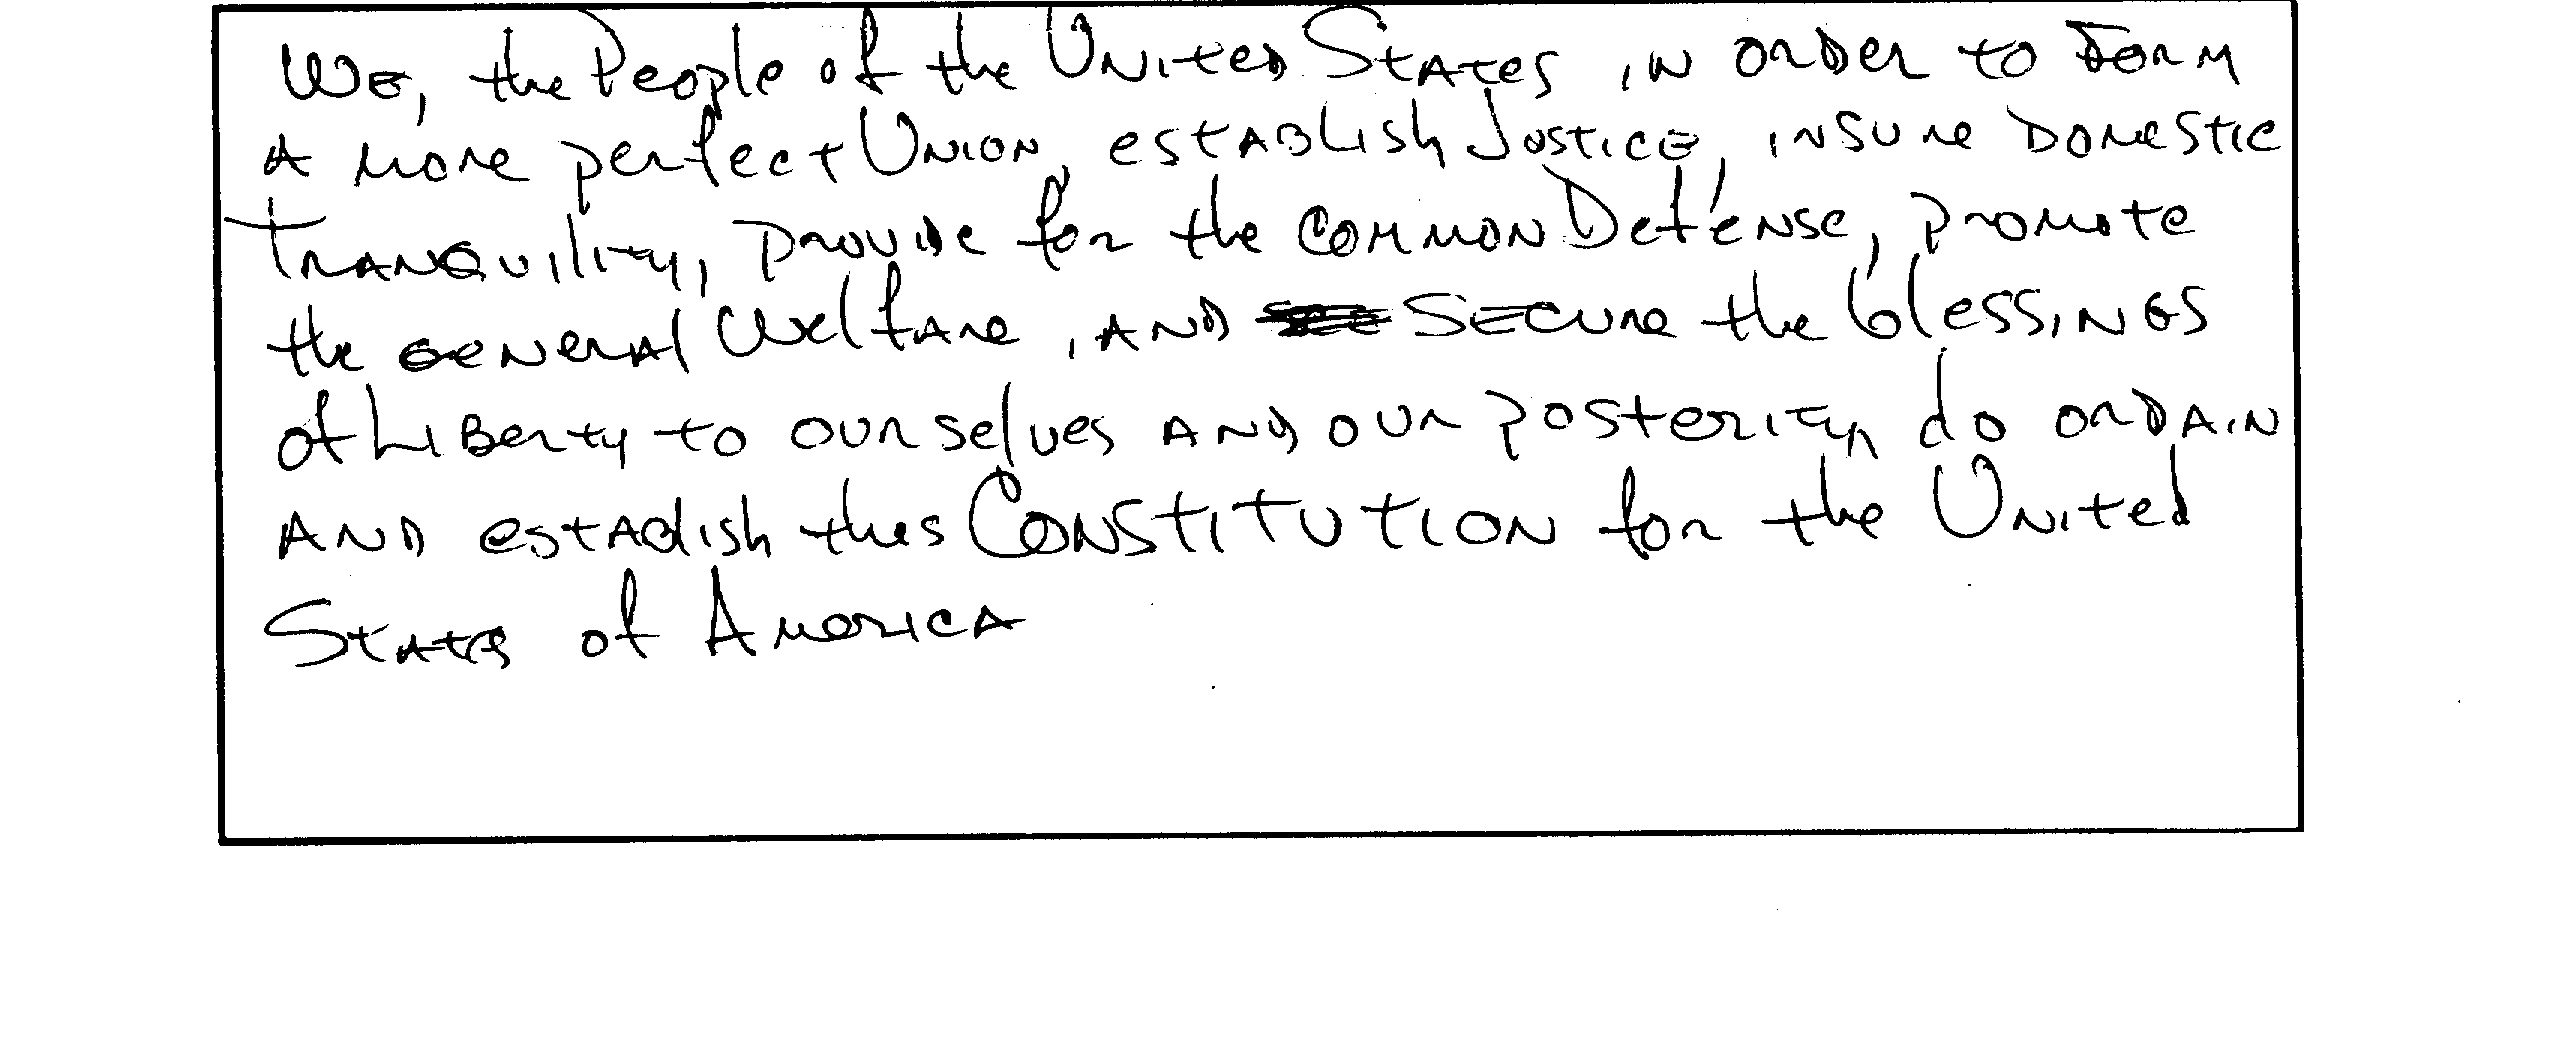 We, the People of the United States in order to form
a more perfect Union, establish Justice, insure domestic
Tranquility, provide for the common Defense, promote
the general Welfare, and secure the blessings
of Liberty to ourselves and our posterity do ordain
and establish this Constitution for the United
States of America